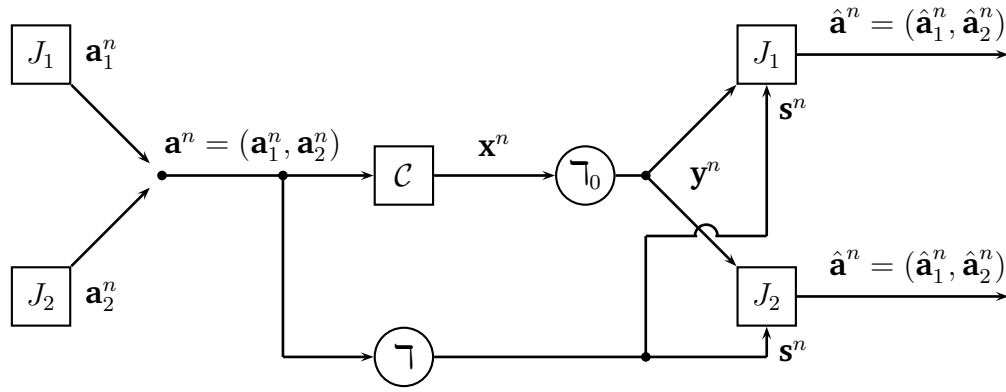 J₁
𝐚₁ⁿ
𝐚ⁿ = (𝐚₁ⁿ, 𝐚₂ⁿ)
J₂
𝐚₂ⁿ
𝒞
𝐱ⁿ
ℸ₀
𝐲ⁿ
ℸ
J₁
𝐬ⁿ
𝐚̂ⁿ = (𝐚̂₁ⁿ, 𝐚̂₂ⁿ)
J₂
𝐬ⁿ
𝐚̂ⁿ = (𝐚̂₁ⁿ, 𝐚̂₂ⁿ)